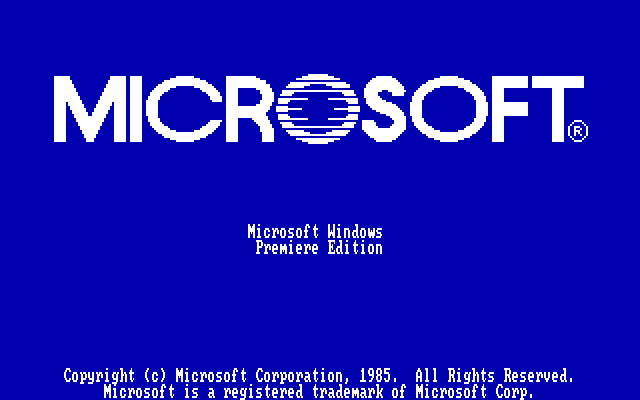 MICROSOFT®
Microsoft Windows
Premiere Edition
Copyright (c) Microsoft Corporation, 1985. All Rights Reserved.
Microsoft is a registered trademark of Microsoft Corp.